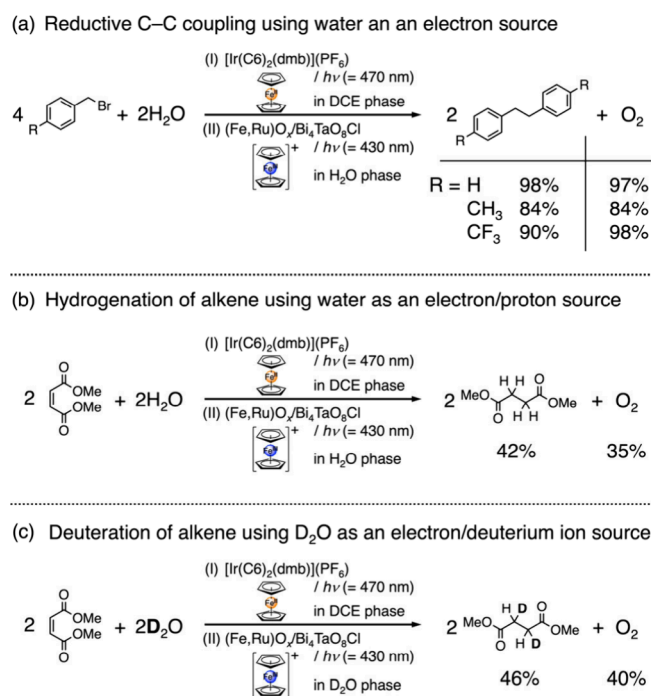 (a) Reductive C–C coupling using water an an electron source
(I) [Ir(C6)₂(dmb)](PF₆)
Feᴵᴵ / hν (= 470 nm)
in DCE phase
4 R Br + 2H₂O
2 R R + O₂
(II) (Fe,Ru)Oₓ/Bi₄TaO₈Cl
+ / hν (= 430 nm)
in H₂O phase
R = H 98% 97%
CH₃ 84% 84%
CF₃ 90% 98%
(b) Hydrogenation of alkene using water as an electron/proton source
(I) [Ir(C6)₂(dmb)](PF₆)
Feᴵᴵ / hν (= 470 nm)
in DCE phase
2 O OMe OMe O + 2H₂O
2 MeO O H H H H O OMe + O₂
(II) (Fe,Ru)Oₓ/Bi₄TaO₈Cl
+ / hν (= 430 nm)
in H₂O phase
42% 35%
(c) Deuteration of alkene using D₂O as an electron/deuterium ion source
(I) [Ir(C6)₂(dmb)](PF₆)
Feᴵᴵ / hν (= 470 nm)
in DCE phase
2 O OMe OMe O + 2D₂O
2 MeO O H D H D O OMe + O₂
(II) (Fe,Ru)Oₓ/Bi₄TaO₈Cl
+ / hν (= 430 nm)
in D₂O phase
46% 40%